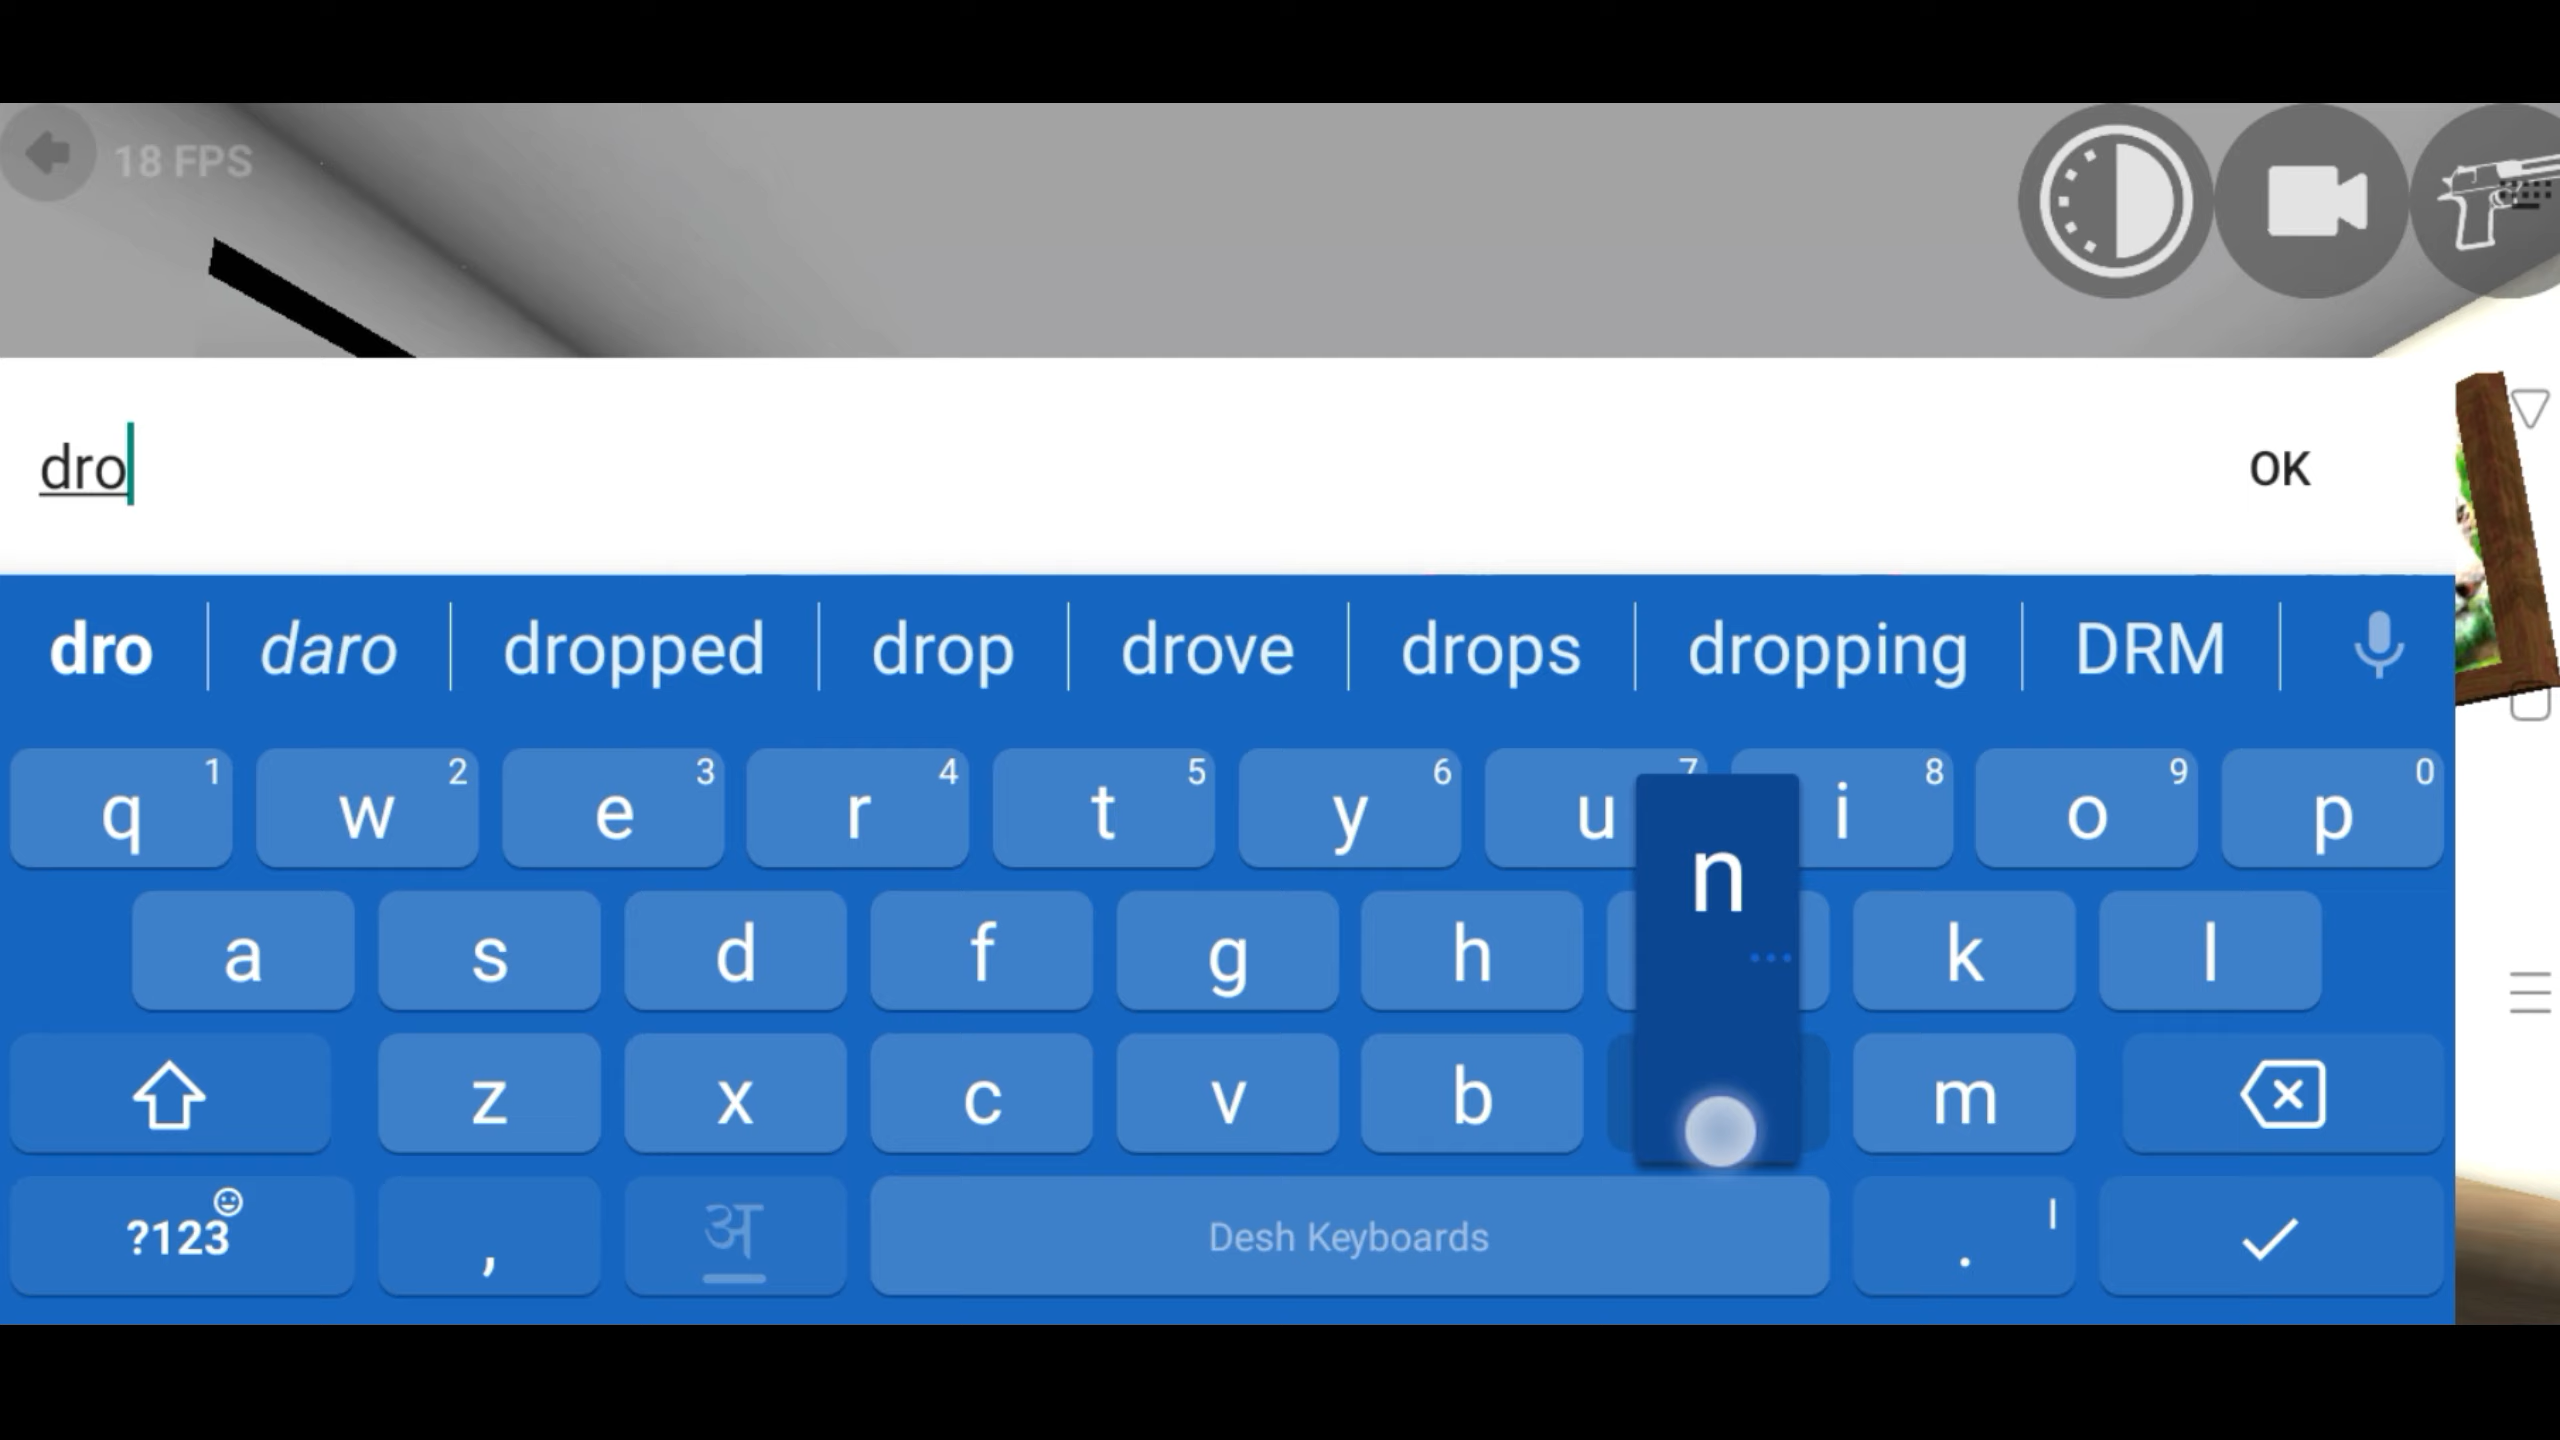 18 FPS
dro
OK
dro daro dropped drop drove drops dropping DRM
q 1 w 2 e 3 r 4 t 5 y 6 u 7 i 8 o 9 p 0
n
a s d f g h k l
z x c v b m
?123 , अ Desh Keyboards . |